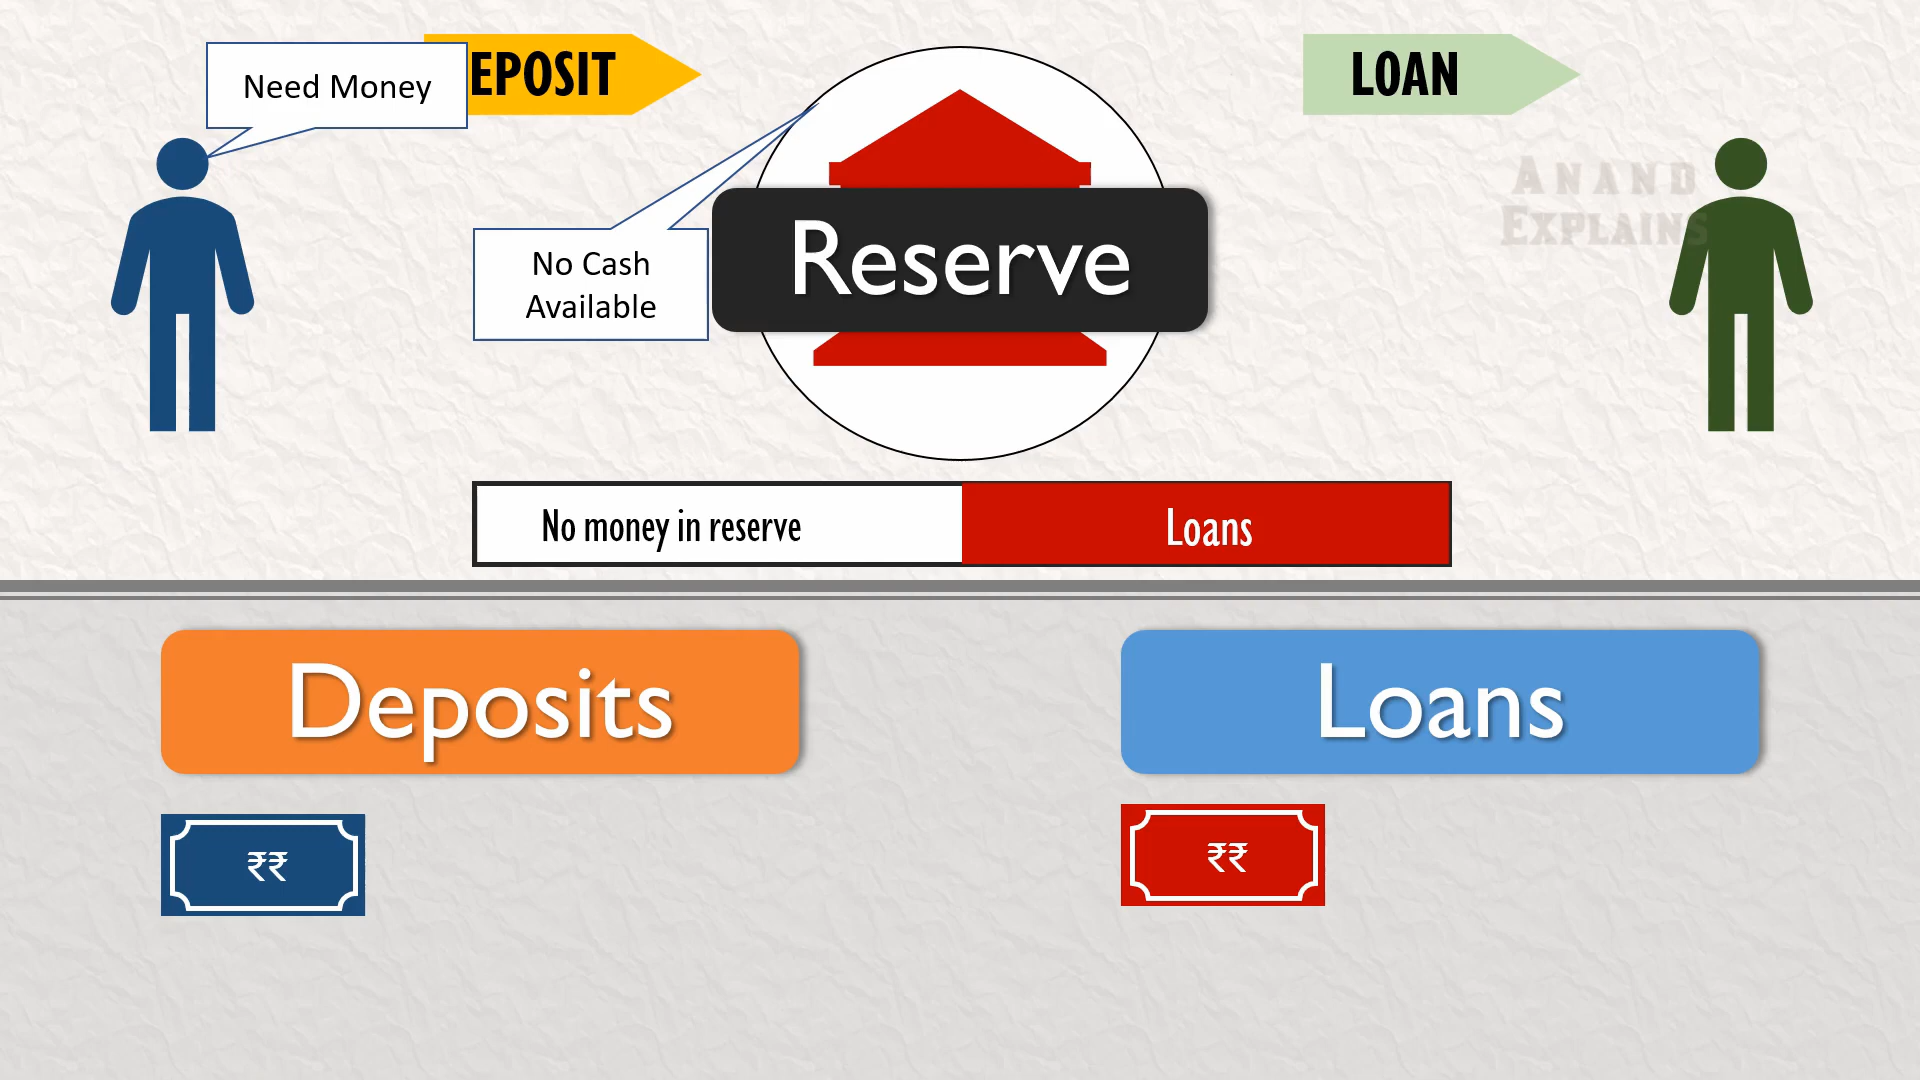 Need Money
EPOSIT
LOAN
ANAND
EXPLAINS
No Cash
Available
Reserve
No money in reserve
Loans
Deposits
Loans
₹₹
₹₹